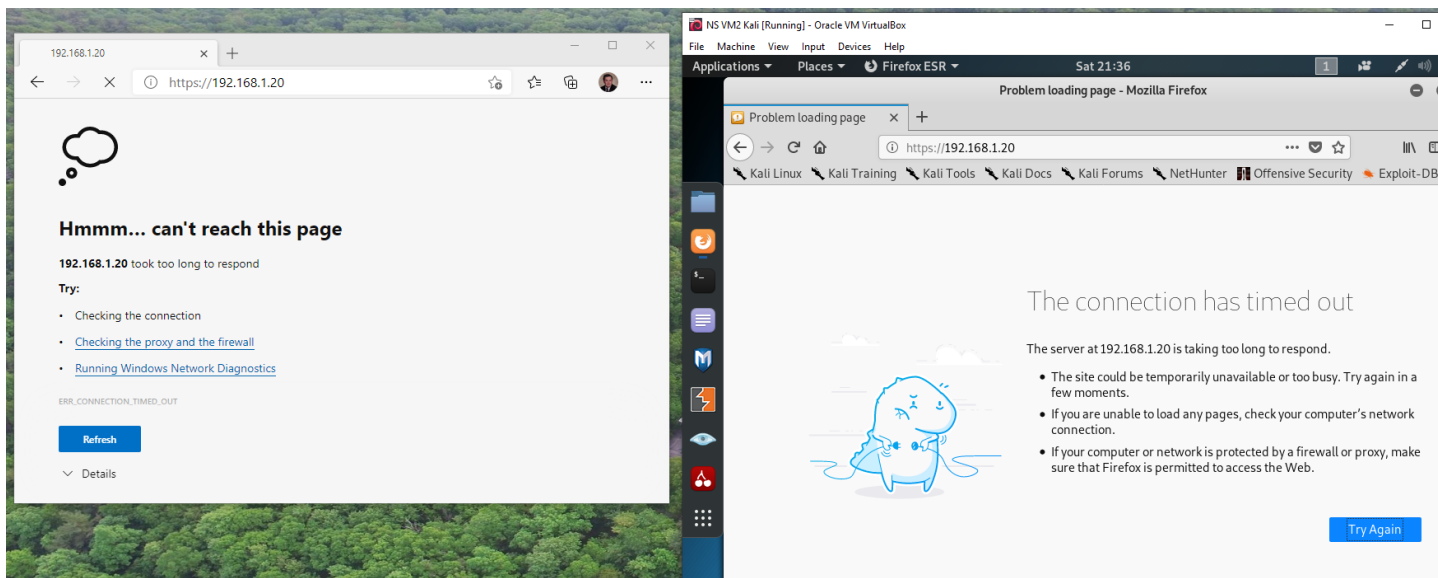 192.168.1.20
https://192.168.1.20
Hmmm... can't reach this page
192.168.1.20 took too long to respond
Try:
• Checking the connection
• Checking the proxy and the firewall
• Running Windows Network Diagnostics
ERR_CONNECTION_TIMED_OUT
Refresh
Details
NS VM2 Kali [Running] - Oracle VM VirtualBox
File Machine View Input Devices Help
Applications Places Firefox ESR Sat 21:36 1
Problem loading page - Mozilla Firefox
Problem loading page
https://192.168.1.20
Kali Linux Kali Training Kali Tools Kali Docs Kali Forums NetHunter Offensive Security Exploit-DB
$_
The connection has timed out
The server at 192.168.1.20 is taking too long to respond.
• The site could be temporarily unavailable or too busy. Try again in a
few moments.
• If you are unable to load any pages, check your computer's network
connection.
• If your computer or network is protected by a firewall or proxy, make
sure that Firefox is permitted to access the Web.
Try Again